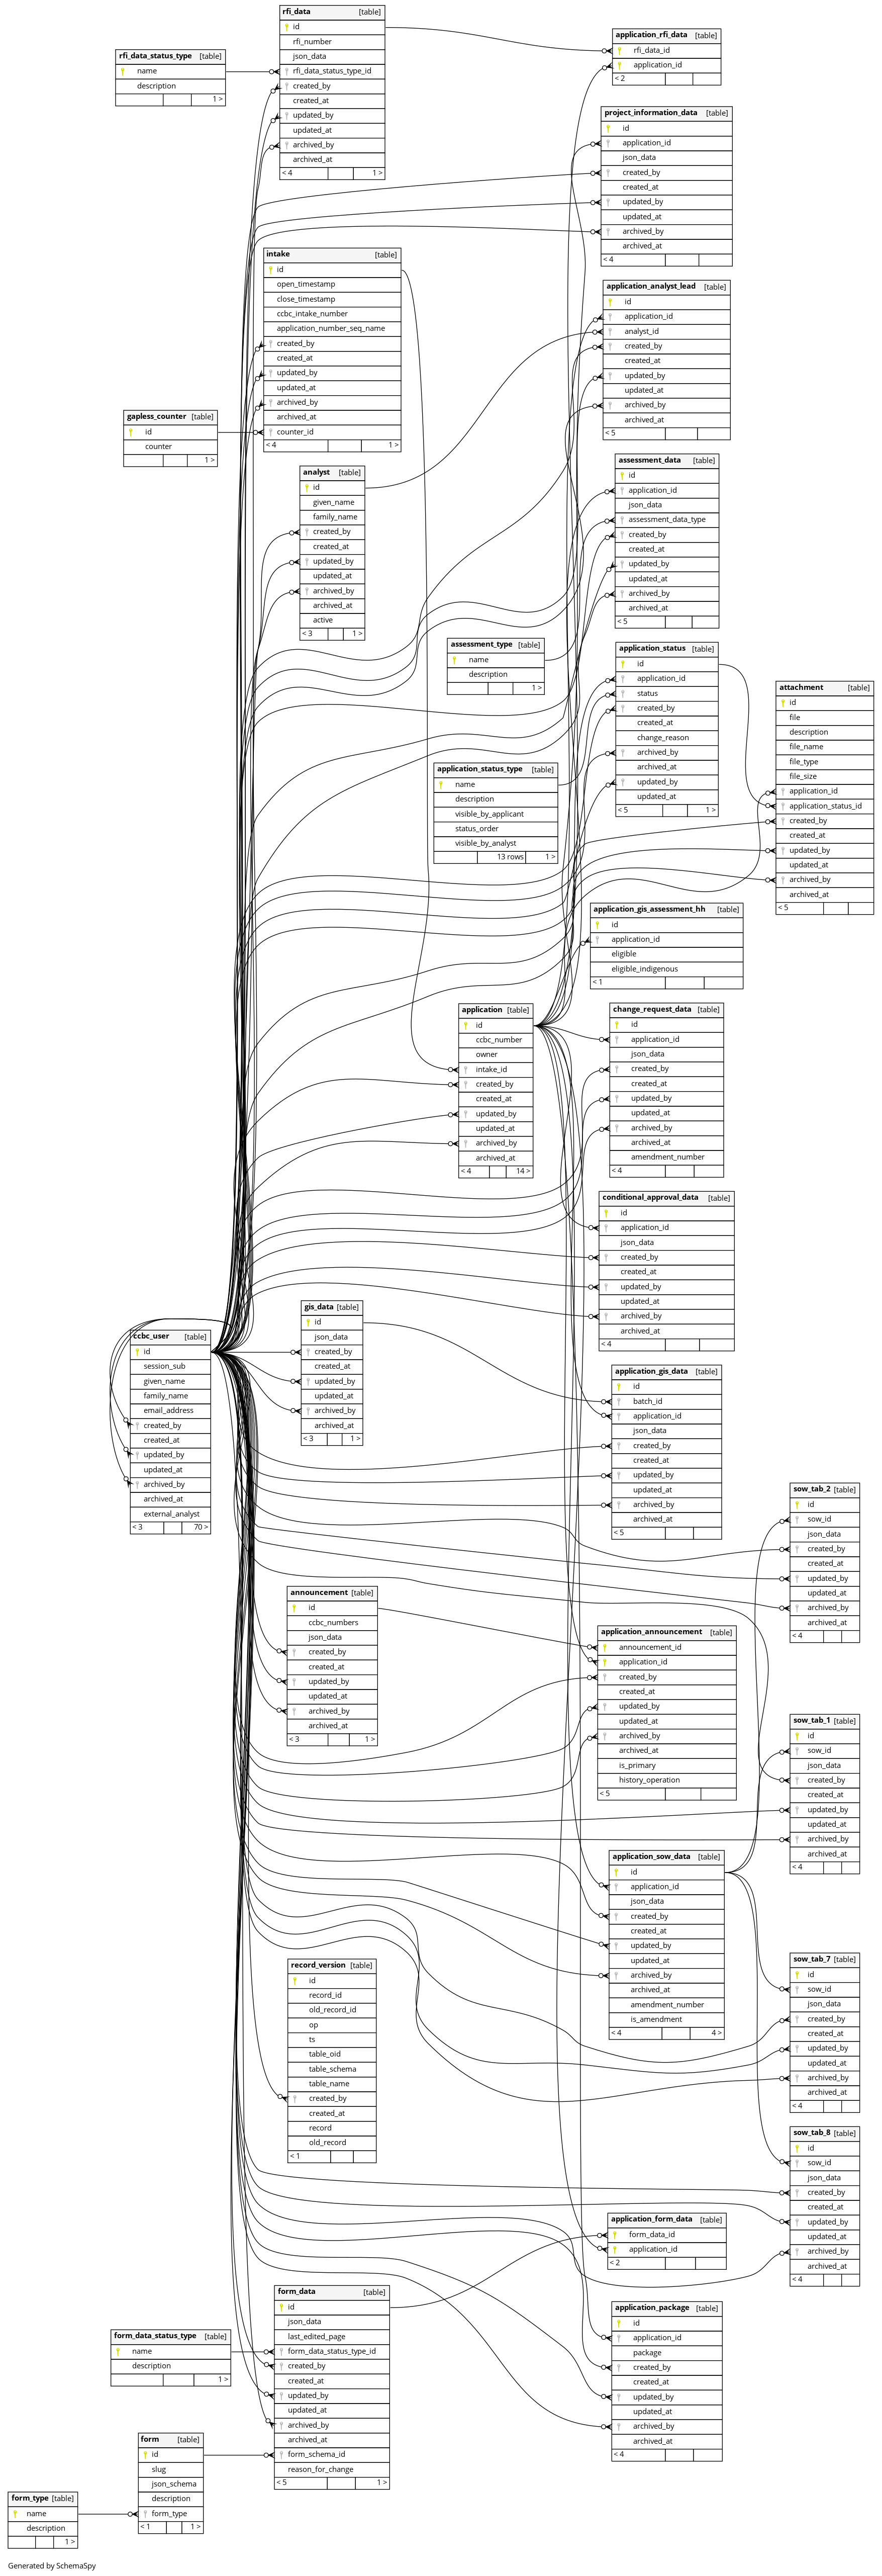 rfi_data [table]
id
rfi_number
json_data
rfi_data_status_type_id
created_by
created_at
updated_by
updated_at
archived_by
archived_at
< 4 1 >
application_rfi_data [table]
rfi_data_id
application_id
< 2
rfi_data_status_type [table]
name
description
1 >
project_information_data [table]
id
application_id
json_data
created_by
created_at
updated_by
updated_at
archived_by
archived_at
< 4
intake [table]
id
open_timestamp
close_timestamp
ccbc_intake_number
application_number_seq_name
created_by
created_at
updated_by
updated_at
archived_by
archived_at
counter_id
< 4 1 >
application_analyst_lead [table]
id
application_id
analyst_id
created_by
created_at
updated_by
updated_at
archived_by
archived_at
< 5
gapless_counter [table]
id
counter
1 >
analyst [table]
id
given_name
family_name
created_by
created_at
updated_by
updated_at
archived_by
archived_at
active
< 3 1 >
assessment_data [table]
id
application_id
json_data
assessment_data_type
created_by
created_at
updated_by
updated_at
archived_by
archived_at
< 5
assessment_type [table]
name
description
1 >
application_status [table]
id
application_id
status
created_by
created_at
change_reason
archived_by
archived_at
updated_by
updated_at
< 5 1 >
attachment [table]
id
file
description
file_name
file_type
file_size
application_id
application_status_id
created_by
created_at
updated_by
updated_at
archived_by
archived_at
< 5
application_status_type [table]
name
description
visible_by_applicant
status_order
visible_by_analyst
13 rows 1 >
application_gis_assessment_hh [table]
id
application_id
eligible
eligible_indigenous
< 1
application [table]
id
ccbc_number
owner
intake_id
created_by
created_at
updated_by
updated_at
archived_by
archived_at
< 4 14 >
change_request_data [table]
id
application_id
json_data
created_by
created_at
updated_by
updated_at
archived_by
archived_at
amendment_number
< 4
conditional_approval_data [table]
id
application_id
json_data
created_by
created_at
updated_by
updated_at
archived_by
archived_at
< 4
gis_data [table]
id
json_data
created_by
created_at
updated_by
updated_at
archived_by
archived_at
< 3 1 >
ccbc_user [table]
id
session_sub
given_name
family_name
email_address
created_by
created_at
updated_by
updated_at
archived_by
archived_at
external_analyst
< 3 70 >
application_gis_data [table]
id
batch_id
application_id
json_data
created_by
created_at
updated_by
updated_at
archived_by
archived_at
< 5
sow_tab_2 [table]
id
sow_id
json_data
created_by
created_at
updated_by
updated_at
archived_by
archived_at
< 4
announcement [table]
id
ccbc_numbers
json_data
created_by
created_at
updated_by
updated_at
archived_by
archived_at
< 3 1 >
application_announcement [table]
announcement_id
application_id
created_by
created_at
updated_by
updated_at
archived_by
archived_at
is_primary
history_operation
< 5
sow_tab_1 [table]
id
sow_id
json_data
created_by
created_at
updated_by
updated_at
archived_by
archived_at
< 4
application_sow_data [table]
id
application_id
json_data
created_by
created_at
updated_by
updated_at
archived_by
archived_at
amendment_number
is_amendment
< 4 4 >
record_version [table]
id
record_id
old_record_id
op
ts
table_oid
table_schema
table_name
created_by
created_at
record
old_record
< 1
sow_tab_7 [table]
id
sow_id
json_data
created_by
created_at
updated_by
updated_at
archived_by
archived_at
< 4
sow_tab_8 [table]
id
sow_id
json_data
created_by
created_at
updated_by
updated_at
archived_by
archived_at
< 4
application_form_data [table]
form_data_id
application_id
< 2
form_data [table]
id
json_data
last_edited_page
form_data_status_type_id
created_by
created_at
updated_by
updated_at
archived_by
archived_at
form_schema_id
reason_for_change
< 5 1 >
application_package [table]
id
application_id
package
created_by
created_at
updated_by
updated_at
archived_by
archived_at
< 4
form_data_status_type [table]
name
description
1 >
form [table]
id
slug
json_schema
description
form_type
< 1 1 >
form_type [table]
name
description
1 >
Generated by SchemaSpy